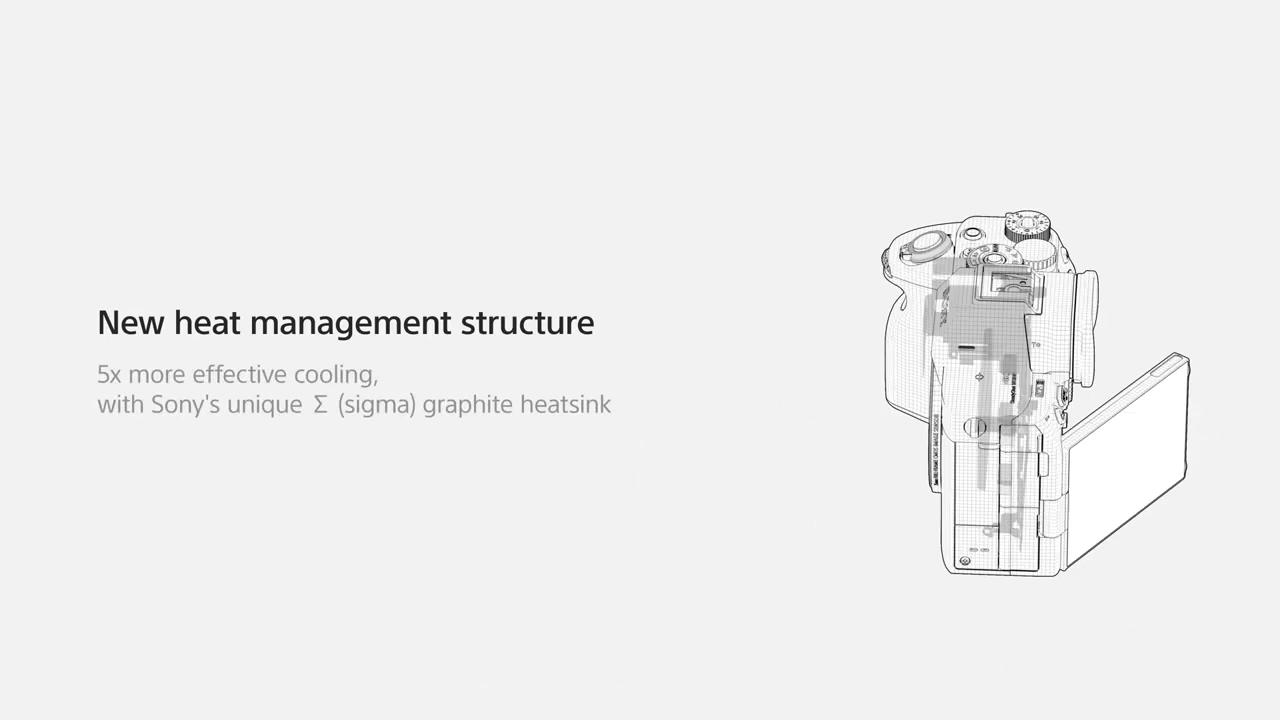 New heat management structure
5x more effective cooling,
with Sony's unique Σ (sigma) graphite heatsink